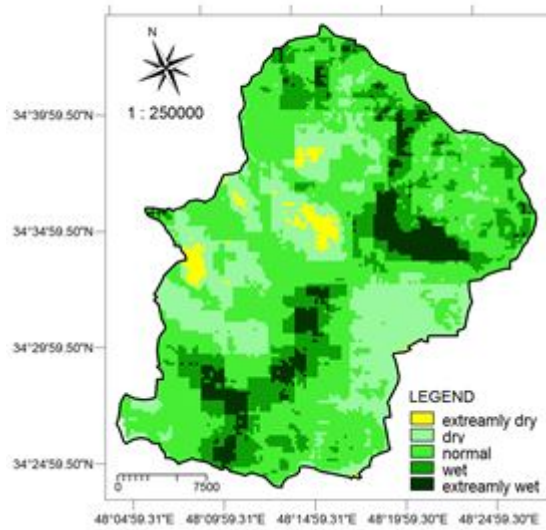 N
1 : 250000
34°39'59.50"N
34°34'59.50"N
34°29'59.50"N
34°24'59.50"N
LEGEND
extreamly dry
dry
normal
wet
extreamly wet
0 7500
48°04'59.31"E
48°09'59.31"E
48°14'59.31"E
48°19'59.30"E
48°24'59.30"E